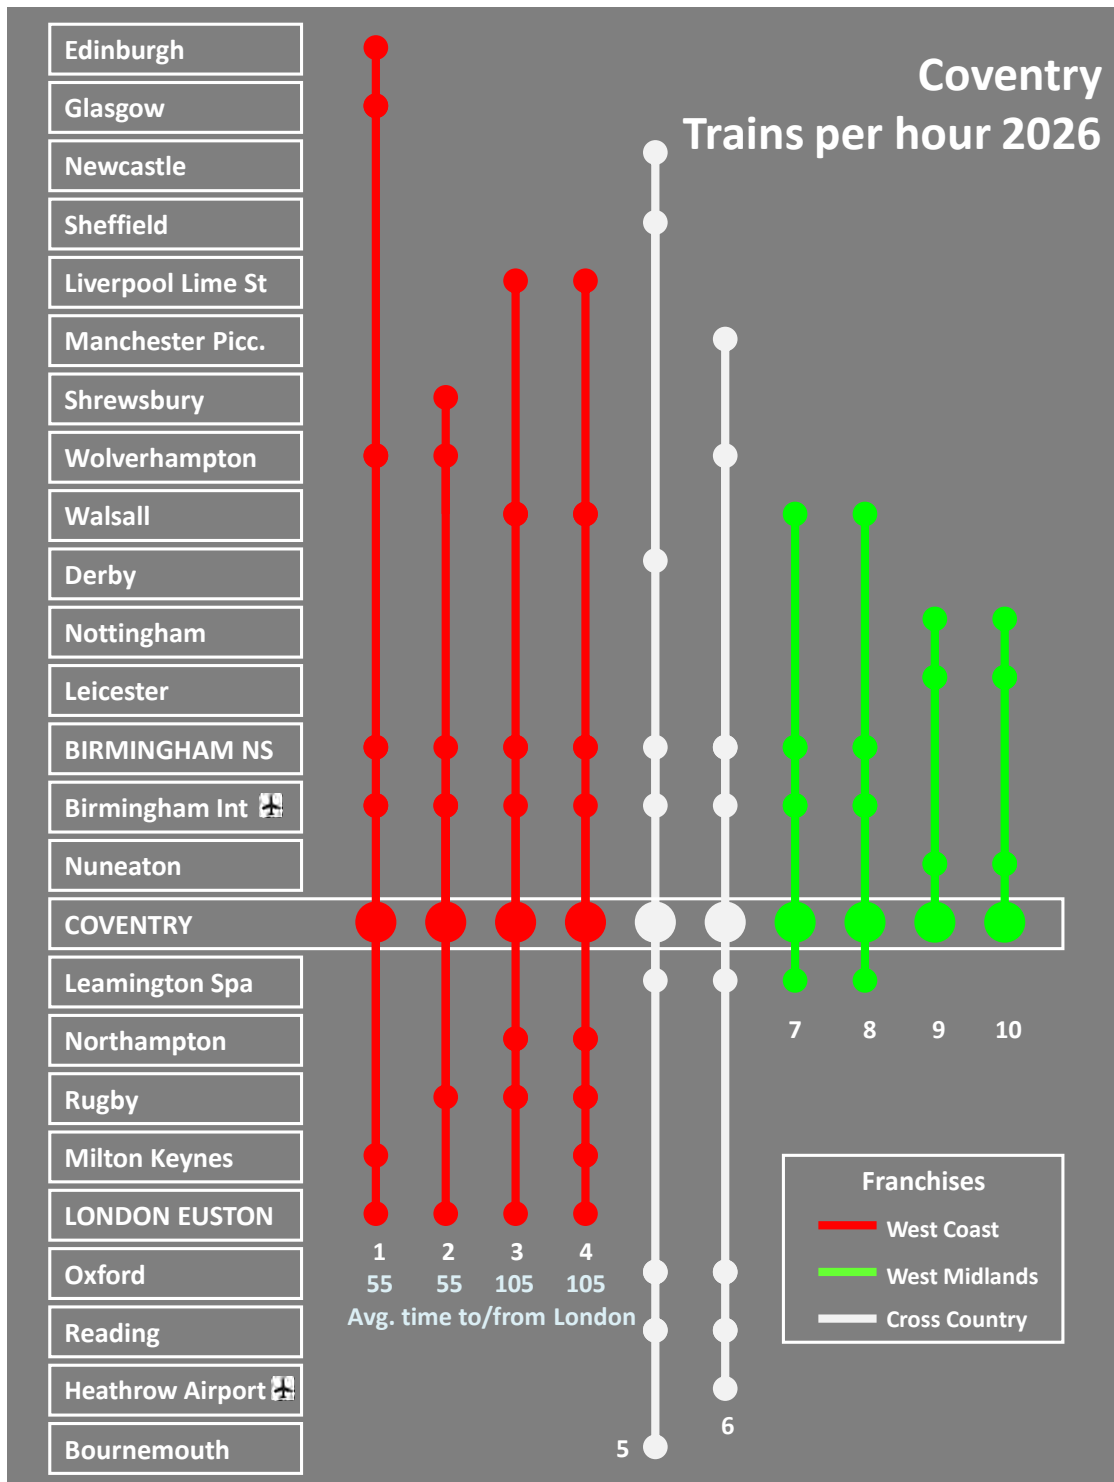 Edinburgh
Glasgow
Newcastle
Sheffield
Liverpool Lime St
Manchester Picc.
Shrewsbury
Wolverhampton
Walsall
Derby
Nottingham
Leicester
BIRMINGHAM NS
Birmingham Int
Nuneaton
COVENTRY
Leamington Spa
Northampton
Rugby
Milton Keynes
LONDON EUSTON
Oxford
Reading
Heathrow Airport
Bournemouth
Coventry
Trains per hour 2026
7 8 9 10
1 2 3 4
55 55 105 105
Avg. time to/from London
5
6
Franchises
West Coast
West Midlands
Cross Country